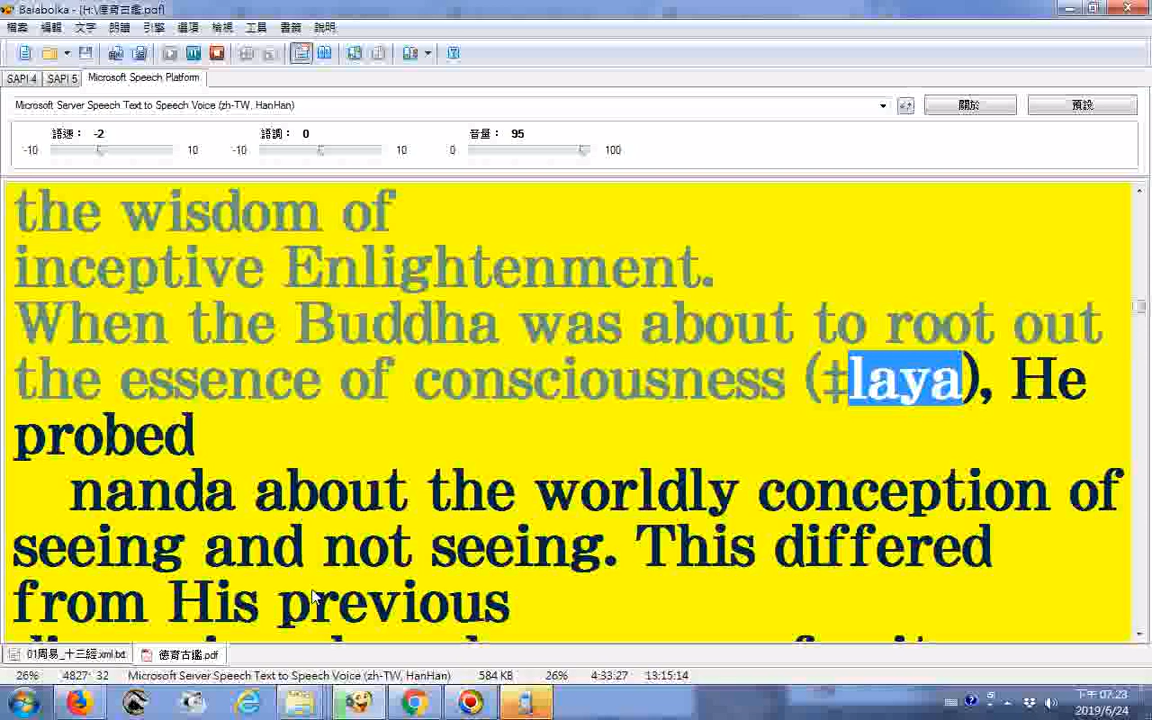 Balabolka - [H:\德育古鑑.pdf]
檔案 編輯 文字 朗讀 引擎 選項 檢視 工具 書籤 說明
SAPI 4 SAPI 5 Microsoft Speech Platform
Microsoft Server Speech Text to Speech Voice (zh-TW, HanHan) 關於 預設
語速： -2 語調： 0 音量： 95
-10 10 -10 10 0 100
the wisdom of
inceptive Enlightenment.
When the Buddha was about to root out
the essence of consciousness (‡laya), He
probed
nanda about the worldly conception of
seeing and not seeing. This differed
from His previous
01周易_十三經.xml.txt 德育古鑑.pdf
26% 4827: 32 Microsoft Server Speech Text to Speech Voice (zh-TW, HanHan) 584 KB 26% 4:33:27 13:15:14
下午 07:23
2019/6/24